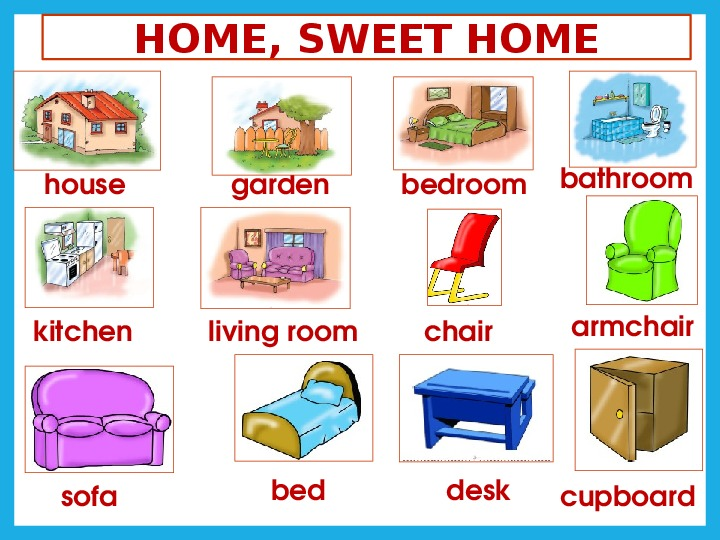 HOME, SWEET HOME
house
garden
bedroom
bathroom
kitchen
living room
chair
armchair
sofa
bed
desk
cupboard